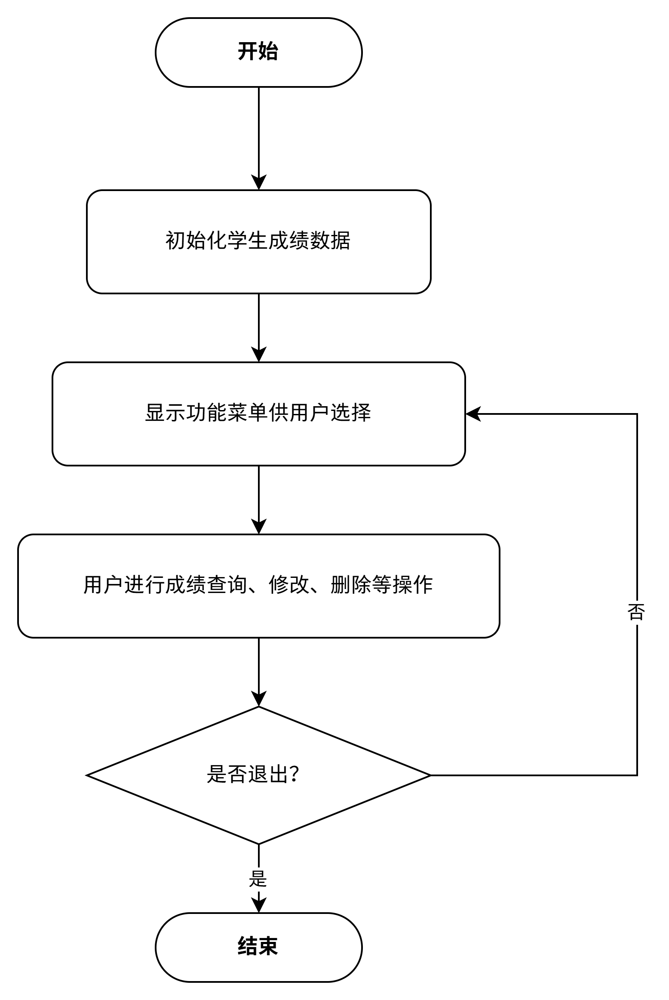 开始
初始化学生成绩数据
显示功能菜单供用户选择
用户进行成绩查询、修改、删除等操作
否
是否退出？
是
结束